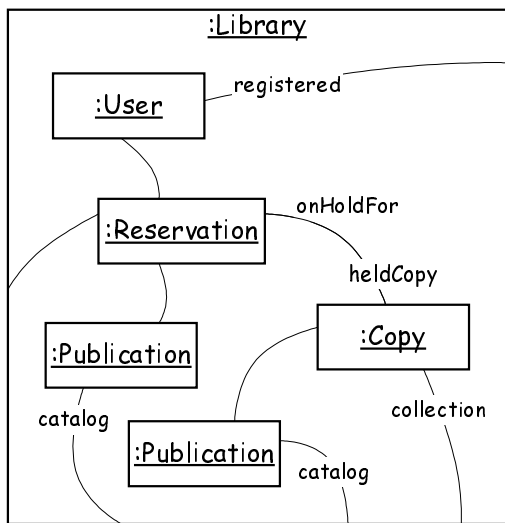 :Library
registered
:User
onHoldFor
:Reservation
heldCopy
:Copy
:Publication
collection
catalog
:Publication
catalog